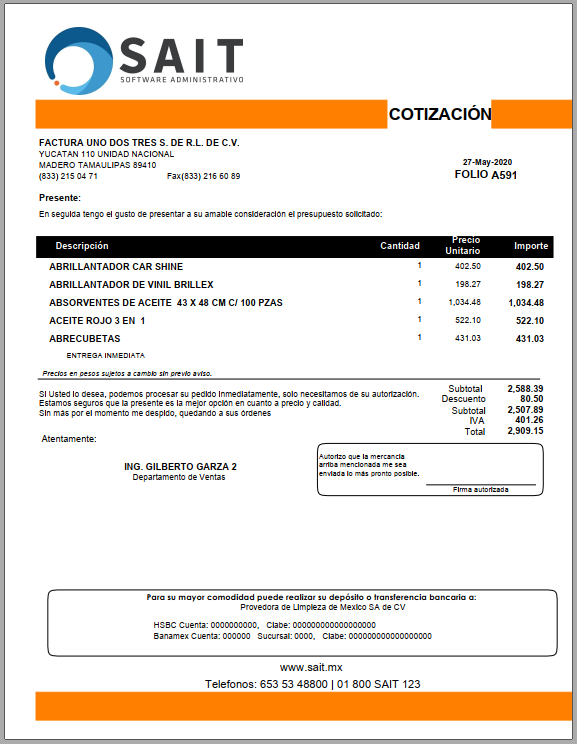 SAIT
SOFTWARE ADMINISTRATIVO
COTIZACIÓN
FACTURA UNO DOS TRES S. DE R.L. DE C.V.
YUCATAN 110 UNIDAD NACIONAL
MADERO TAMAULIPAS 89410
(833) 215 04 71 Fax(833) 216 60 89
27-May-2020
FOLIO A591
Presente:
En seguida tengo el gusto de presentar a su amable consideración el presupuesto solicitado:
Descripción Cantidad Precio Unitario Importe
ABRILLANTADOR CAR SHINE 1 402.50 402.50
ABRILLANTADOR DE VINIL BRILLEX 1 198.27 198.27
ABSORVENTES DE ACEITE 43 X 48 CM C/ 100 PZAS 1 1,034.48 1,034.48
ACEITE ROJO 3 EN 1 1 522.10 522.10
ABRECUBETAS 1 431.03 431.03
ENTREGA INMEDIATA
Precios en pesos sujetos a cambio sin previo aviso.
Si Usted lo desea, podemos procesar su pedido inmediatamente, solo necesitamos de su autorización.
Estamos seguros que la presente es la mejor opción en cuanto a precio y calidad.
Sin más por el momento me despido, quedando a sus órdenes
Subtotal 2,588.39
Descuento 80.50
Subtotal 2,507.89
IVA 401.26
Total 2,909.15
Atentamente:
ING. GILBERTO GARZA 2
Departamento de Ventas
Autorizo que la mercancia
arriba mencionada me sea
enviada lo más pronto posible.
Firma autorizada
Para su mayor comodidad puede realizar su depósito o transferencia bancaria a:
Provedora de Limpieza de Mexico SA de CV
HSBC Cuenta: 0000000000, Clabe: 000000000000000000
Banamex Cuenta: 000000 Sucursal: 0000, Clabe: 000000000000000000
www.sait.mx
Telefonos: 653 53 48800 | 01 800 SAIT 123